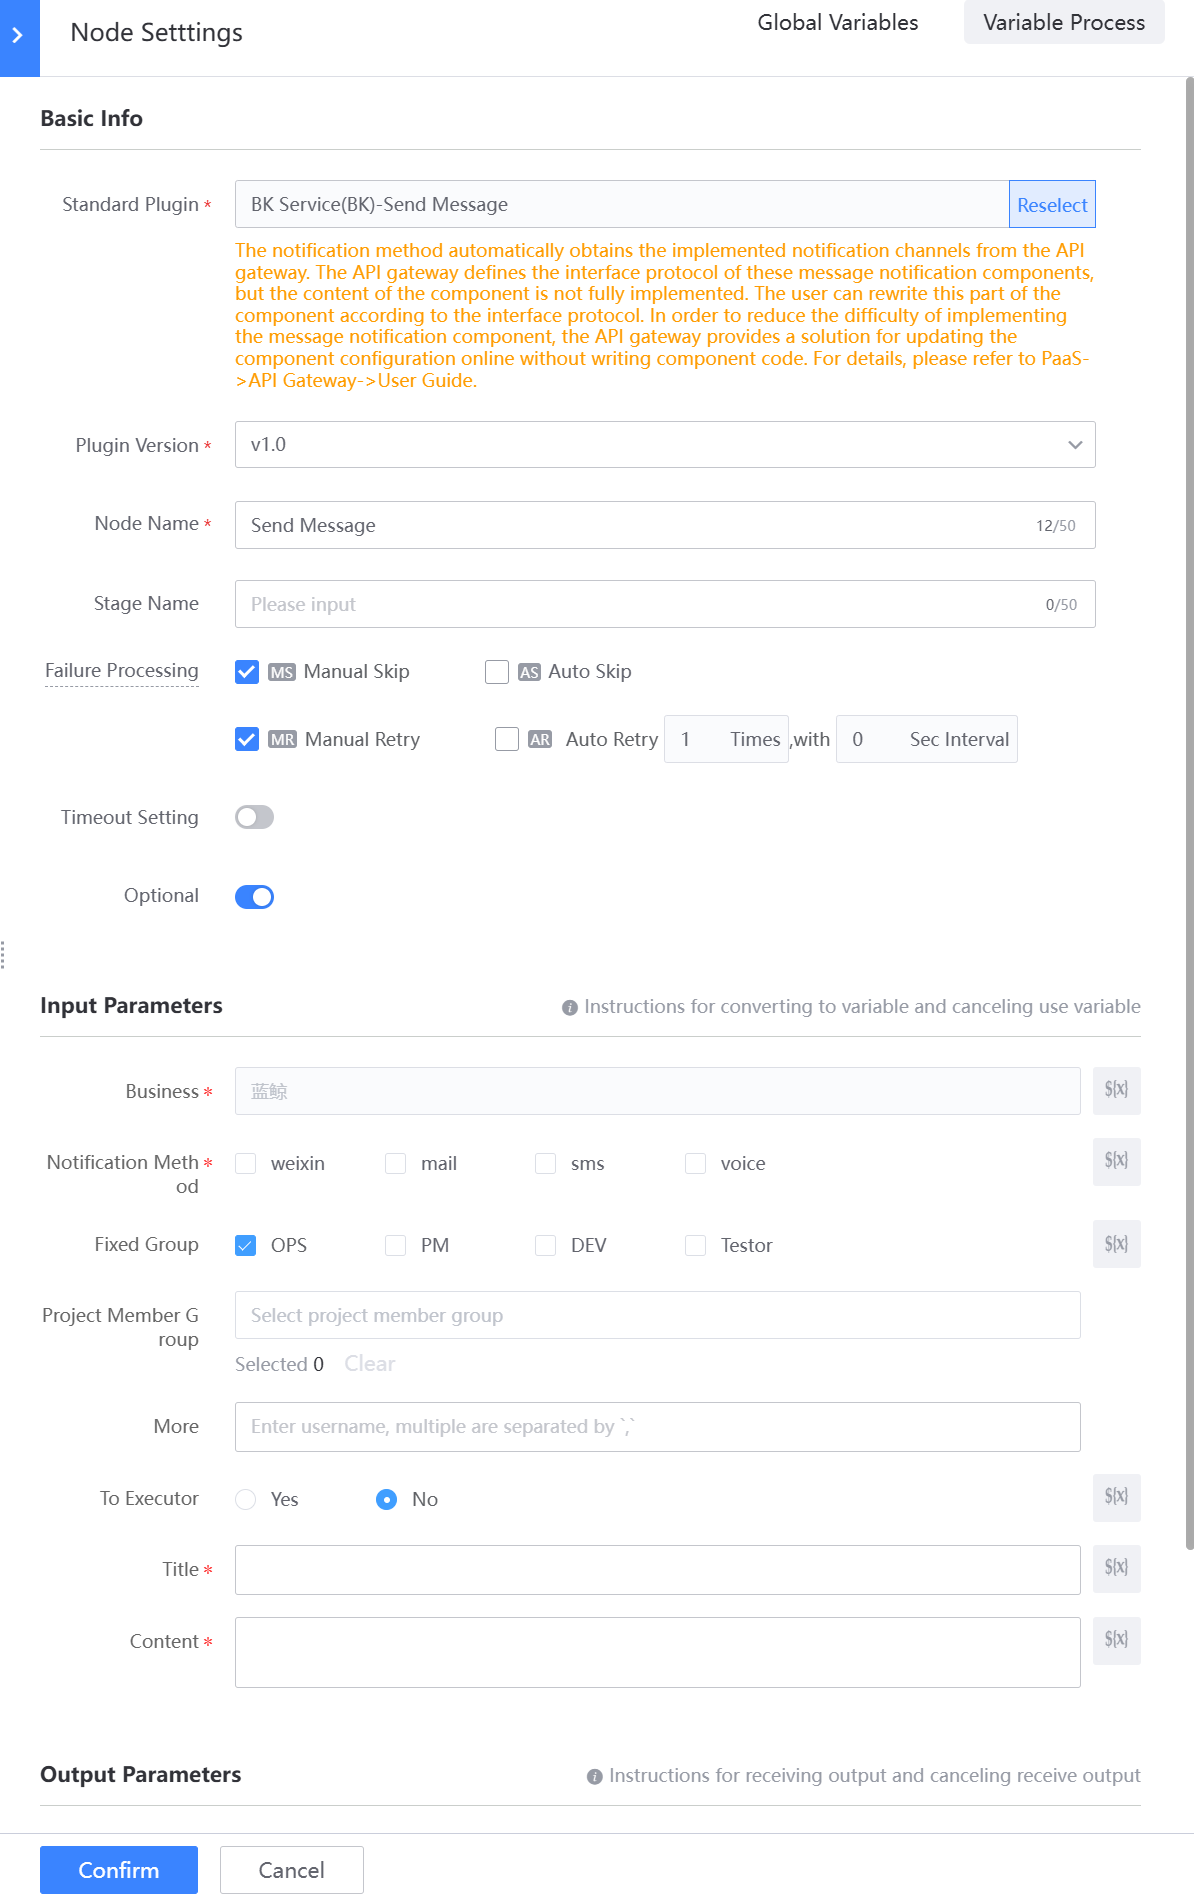 Node Setttings
Global Variables
Variable Process
Basic Info
Standard Plugin *
BK Service(BK)-Send Message
Reselect
The notification method automatically obtains the implemented notification channels from the API
gateway. The API gateway defines the interface protocol of these message notification components,
but the content of the component is not fully implemented. The user can rewrite this part of the
component according to the interface protocol. In order to reduce the difficulty of implementing
the message notification component, the API gateway provides a solution for updating the
component configuration online without writing component code. For details, please refer to PaaS-
>API Gateway->User Guide.
Plugin Version *
v1.0
Node Name *
Send Message
12/50
Stage Name
Please input
0/50
Failure Processing
MS Manual Skip
AS Auto Skip
MR Manual Retry
AR Auto Retry 1 Times ,with 0 Sec Interval
Timeout Setting
Optional
Input Parameters
Instructions for converting to variable and canceling use variable
Business *
蓝鲸
${x}
Notification Meth *
od
weixin
mail
sms
voice
${x}
Fixed Group
OPS
PM
DEV
Testor
${x}
Project Member G
roup
Select project member group
Selected 0 Clear
More
Enter username, multiple are separated by `,`
To Executor
Yes
No
${x}
Title *
${x}
Content *
${x}
Output Parameters
Instructions for receiving output and canceling receive output
Confirm
Cancel